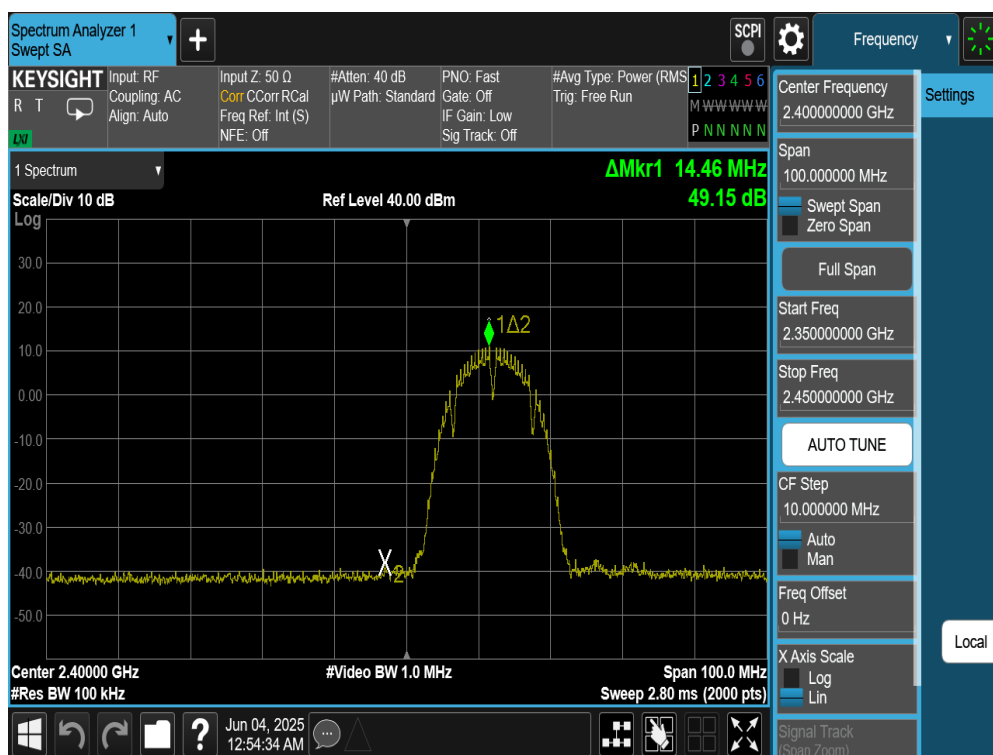 Spectrum Analyzer 1
Swept SA
+
SCPI
Frequency
KEYSIGHT
R T
LXI
Input: RF
Coupling: AC
Align: Auto
Input Z: 50 Ω
Corr CCorr RCal
Freq Ref: Int (S)
NFE: Off
#Atten: 40 dB
µW Path: Standard
PNO: Fast
Gate: Off
IF Gain: Low
Sig Track: Off
#Avg Type: Power (RMS
Trig: Free Run
1 2 3 4 5 6
M W W W W W
P N N N N N
1 Spectrum
Scale/Div 10 dB
Log
Ref Level 40.00 dBm
ΔMkr1 14.46 MHz
49.15 dB
30.0
20.0
10.0
0.00
-10.0
-20.0
-30.0
-40.0
-50.0
1Δ2
X2
Center 2.40000 GHz
#Res BW 100 kHz
#Video BW 1.0 MHz
Span 100.0 MHz
Sweep 2.80 ms (2000 pts)
Center Frequency
2.400000000 GHz
Span
100.000000 MHz
Swept Span
Zero Span
Full Span
Start Freq
2.350000000 GHz
Stop Freq
2.450000000 GHz
AUTO TUNE
CF Step
10.000000 MHz
Auto
Man
Freq Offset
0 Hz
X Axis Scale
Log
Lin
Signal Track
(Span Zoom)
Settings
Local
?
Jun 04, 2025
12:54:34 AM